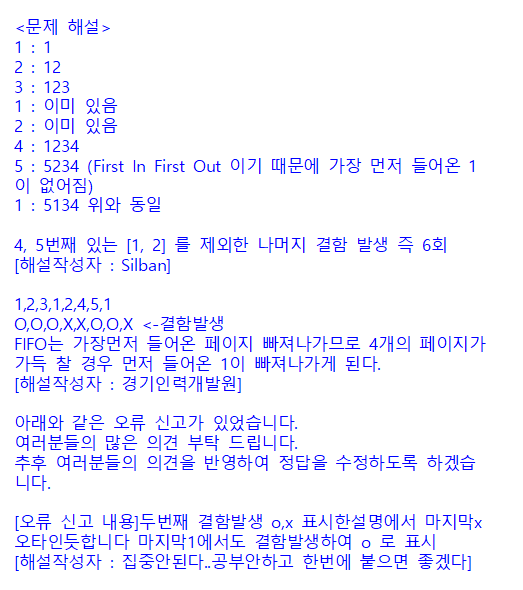 <문제 해설>
1 : 1
2 : 12
3 : 123
1 : 이미 있음
2 : 이미 있음
4 : 1234
5 : 5234 (First In First Out 이기 때문에 가장 먼저 들어온 1
이 없어짐)
1 : 5134 위와 동일
4, 5번째 있는 [1, 2] 를 제외한 나머지 결함 발생 즉 6회
[해설작성자 : Silban]
1,2,3,1,2,4,5,1
O,O,O,X,X,O,O,X <-결함발생
FIFO는 가장먼저 들어온 페이지 빠져나가므로 4개의 페이지가
가득 찰 경우 먼저 들어온 1이 빠져나가게 된다.
[해설작성자 : 경기인력개발원]
아래와 같은 오류 신고가 있었습니다.
여러분들의 많은 의견 부탁 드립니다.
추후 여러분들의 의견을 반영하여 정답을 수정하도록 하겠습
니다.
[오류 신고 내용]두번째 결함발생 o,x 표시한설명에서 마지막x
오타인듯합니다 마지막1에서도 결함발생하여 o 로 표시
[해설작성자 : 집중안된다..공부안하고 한번에 붙으면 좋겠다]